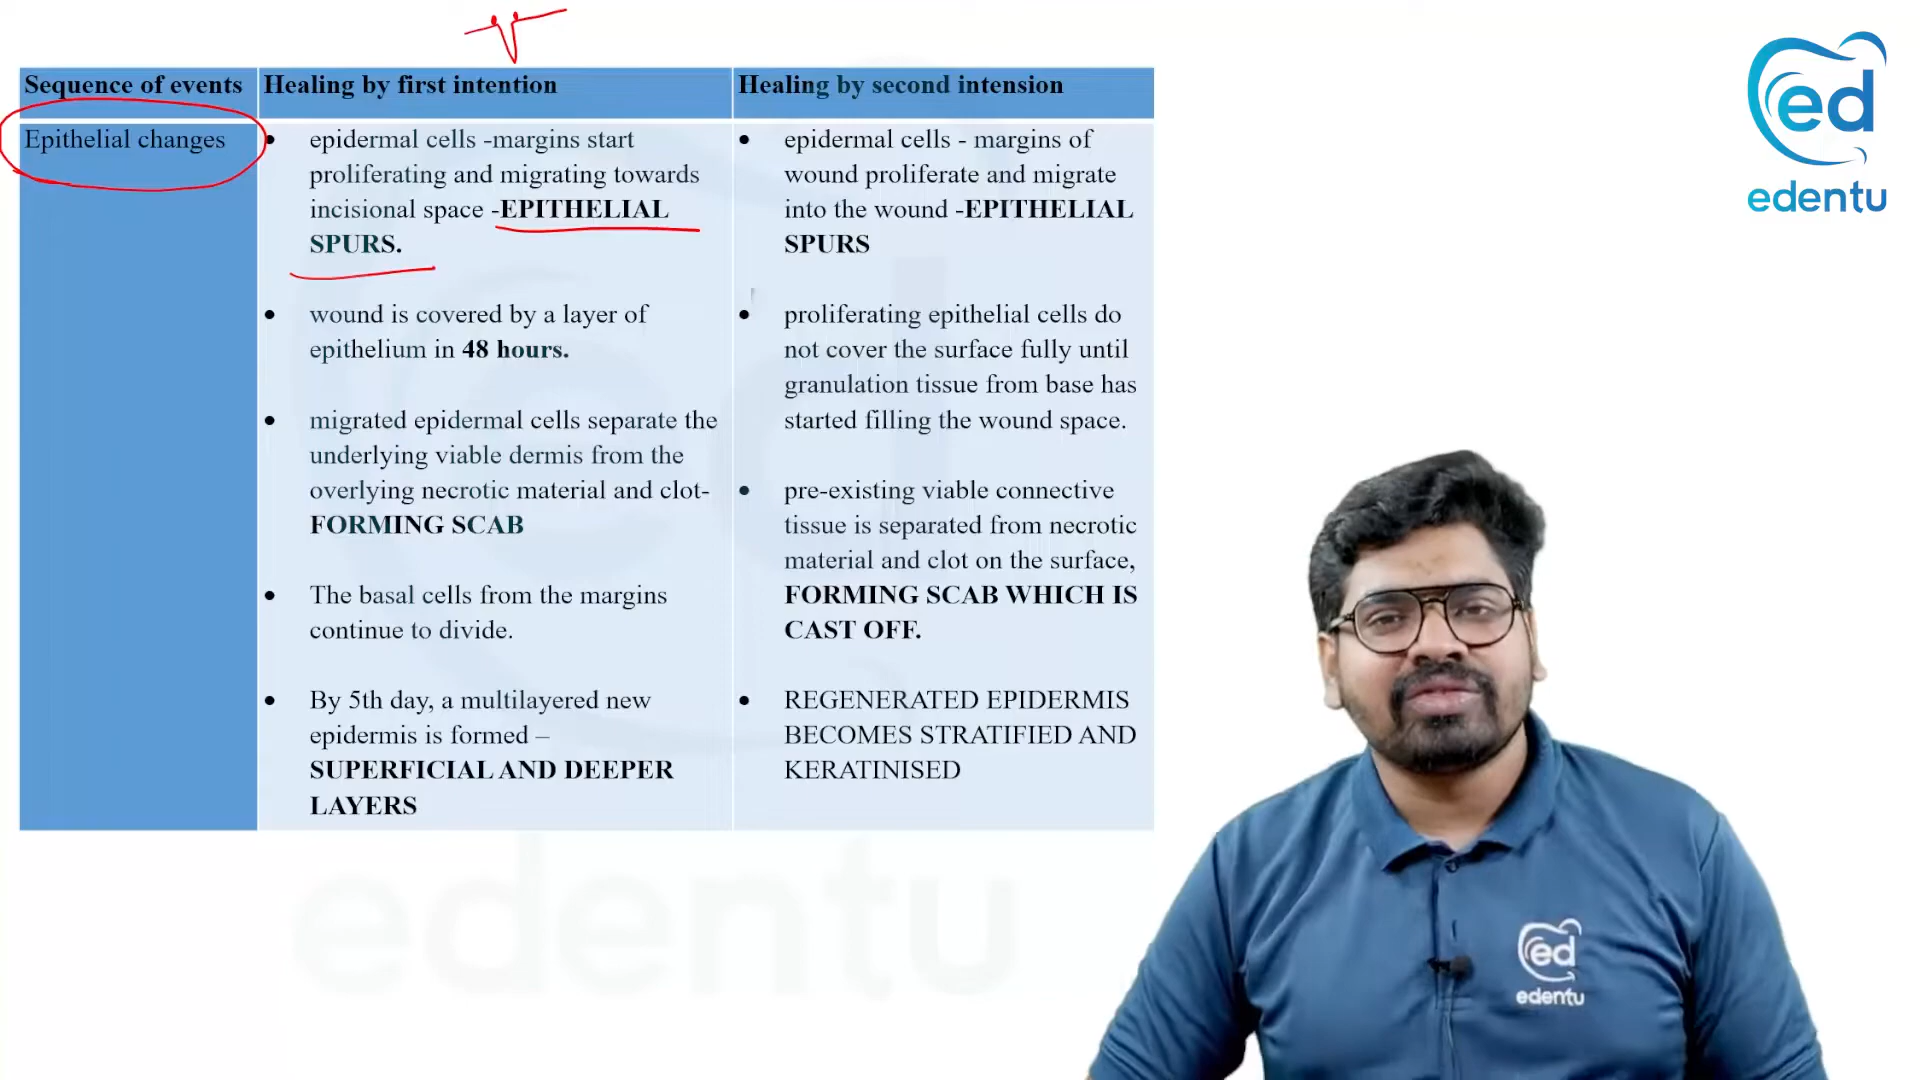 Sequence of events
Healing by first intention
Healing by second intension
Epithelial changes
• epidermal cells -margins start
proliferating and migrating towards
incisional space -EPITHELIAL
SPURS.
• wound is covered by a layer of
epithelium in 48 hours.
• migrated epidermal cells separate the
underlying viable dermis from the
overlying necrotic material and clot-
FORMING SCAB
• The basal cells from the margins
continue to divide.
• By 5th day, a multilayered new
epidermis is formed –
SUPERFICIAL AND DEEPER
LAYERS
• epidermal cells - margins of
wound proliferate and migrate
into the wound -EPITHELIAL
SPURS
• proliferating epithelial cells do
not cover the surface fully until
granulation tissue from base has
started filling the wound space.
• pre-existing viable connective
tissue is separated from necrotic
material and clot on the surface,
FORMING SCAB WHICH IS
CAST OFF.
• REGENERATED EPIDERMIS
BECOMES STRATIFIED AND
KERATINISED
ed
edentu
ed
edentu
ed
edentu